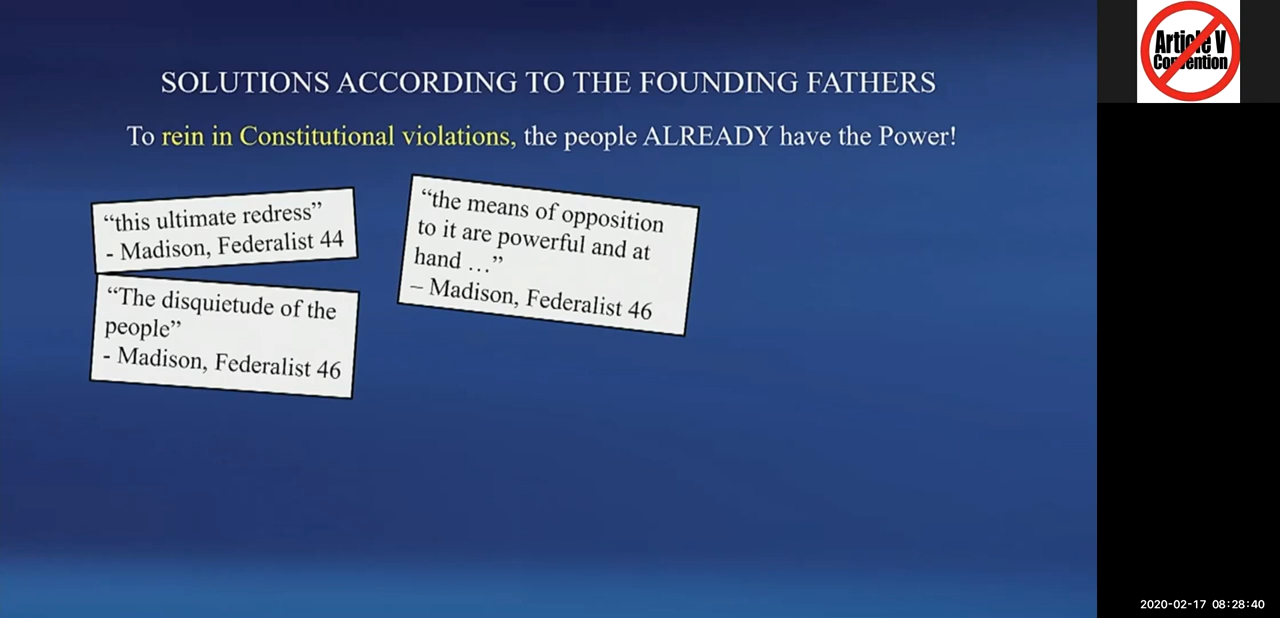 SOLUTIONS ACCORDING TO THE FOUNDING FATHERS
To rein in Constitutional violations, the people ALREADY have the Power!
“this ultimate redress”
- Madison, Federalist 44
“The disquietude of the
people”
- Madison, Federalist 46
“the means of opposition
to it are powerful and at
hand …”
– Madison, Federalist 46
Article V
Convention
2020-02-17 08:28:40